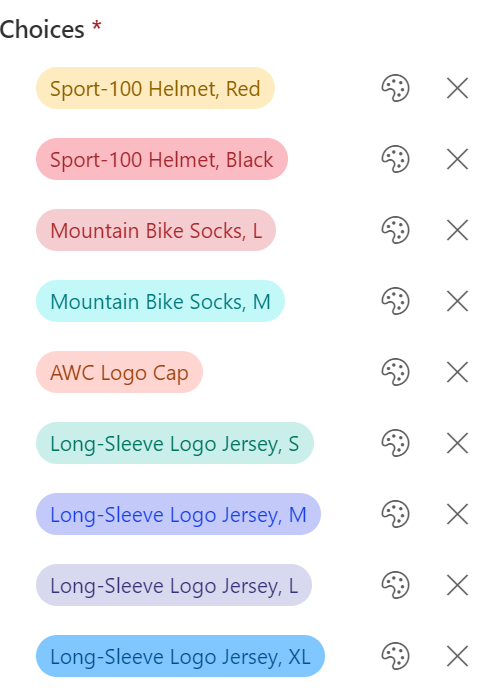 Choices *
Sport-100 Helmet, Red
Sport-100 Helmet, Black
Mountain Bike Socks, L
Mountain Bike Socks, M
AWC Logo Cap
Long-Sleeve Logo Jersey, S
Long-Sleeve Logo Jersey, M
Long-Sleeve Logo Jersey, L
Long-Sleeve Logo Jersey, XL